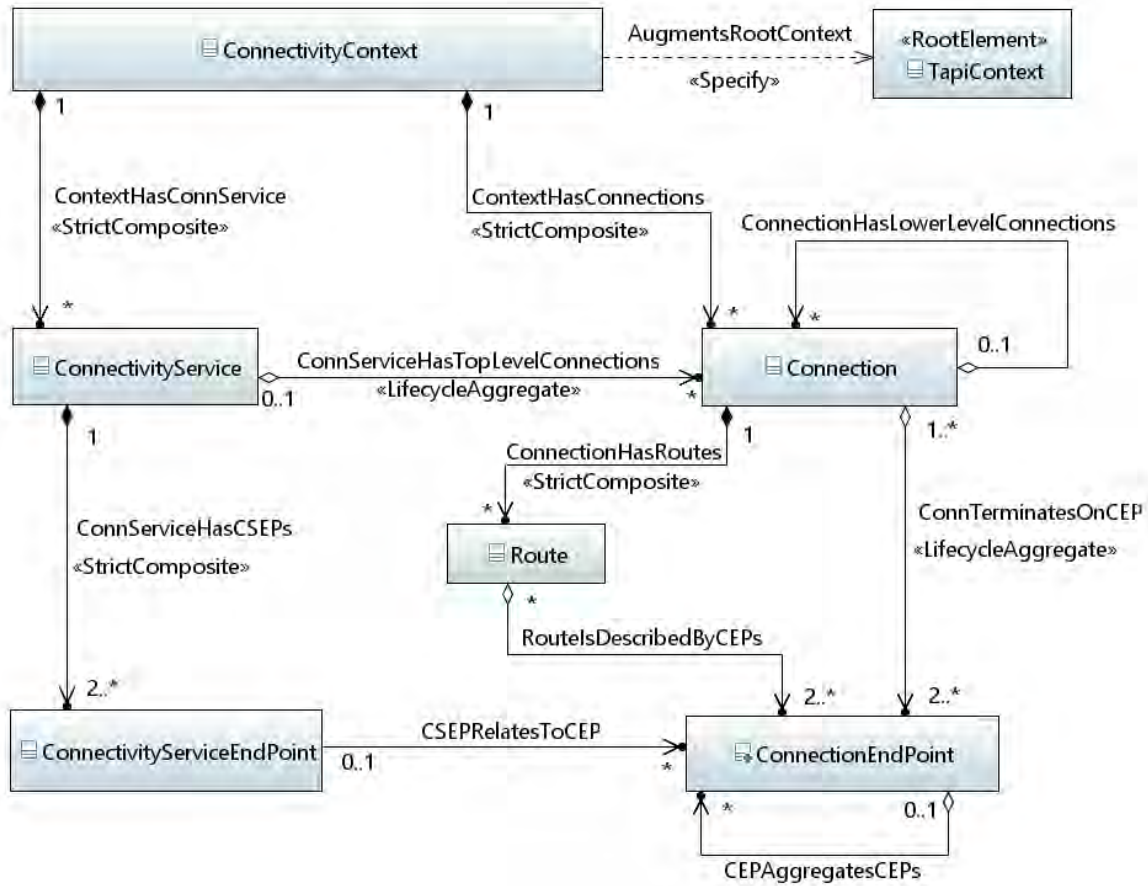 ConnectivityContext
AugmentsRootContext
«Specify»
«RootElement»
TapiContext
1
1
ContextHasConnService
«StrictComposite»
ContextHasConnections
«StrictComposite»
ConnectionHasLowerLevelConnections
*
*
*
ConnectivityService
ConnServiceHasTopLevelConnections
«LifecycleAggregate»
0..1
*
Connection
0..1
1
1
1..*
ConnectionHasRoutes
«StrictComposite»
*
ConnServiceHasCSEPs
«StrictComposite»
ConnTerminatesOnCEP
«LifecycleAggregate»
Route
*
RouteIsDescribedByCEPs
2..*
2..*
2..*
ConnectivityServiceEndPoint
CSEPRelatesToCEP
0..1
*
ConnectionEndPoint
*
0..1
CEPAggregatesCEPs